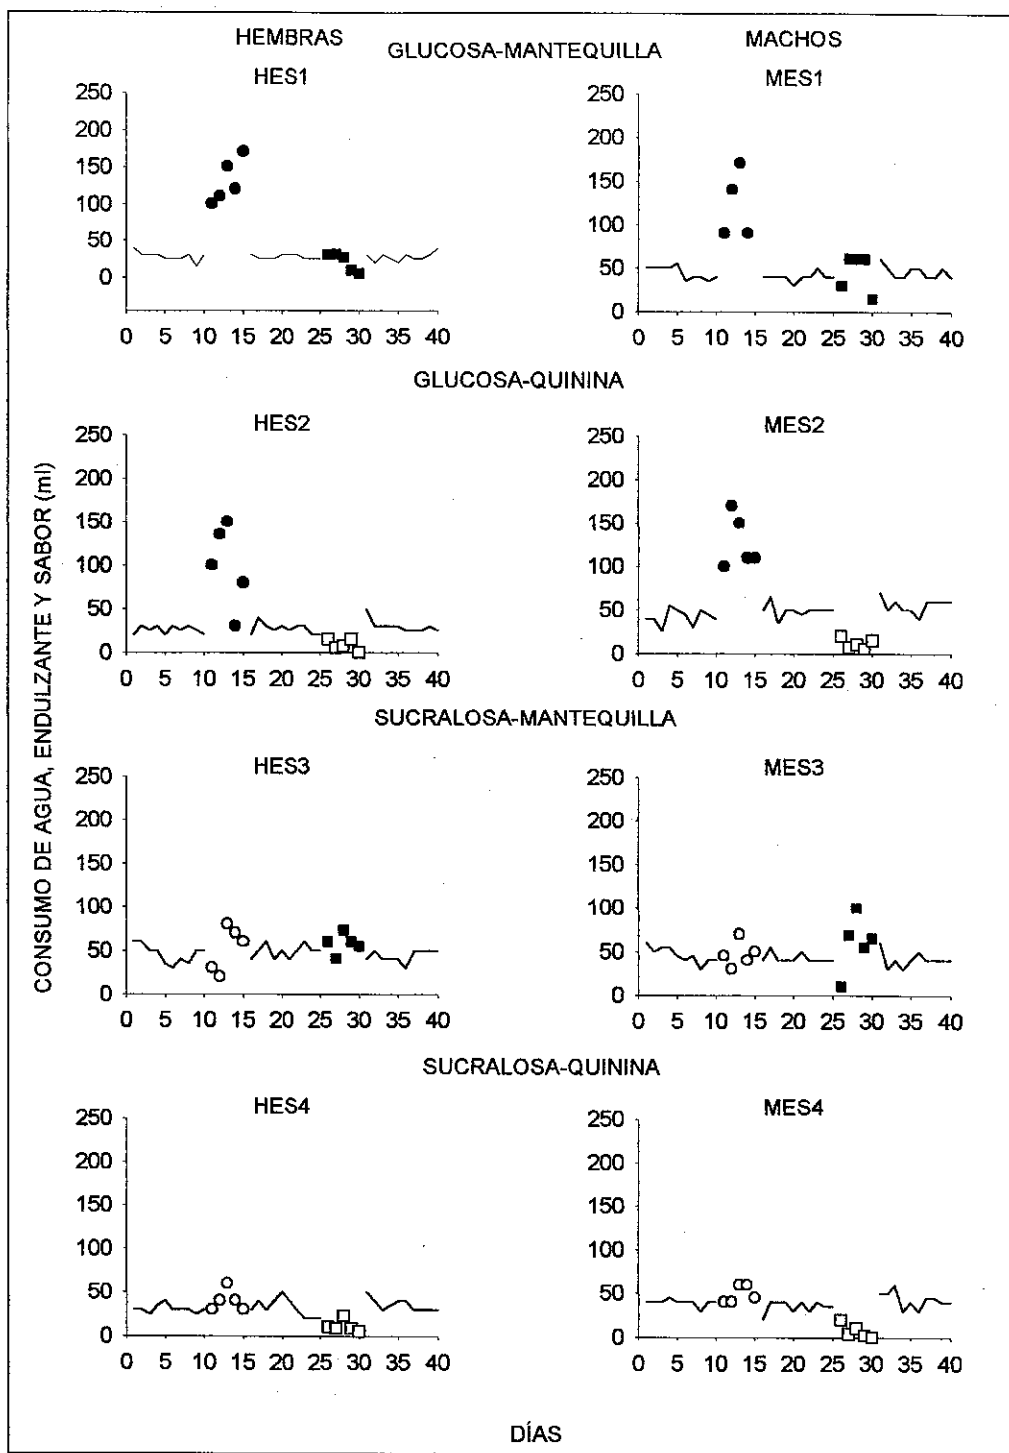 HEMBRAS
MACHOS
GLUCOSA-MANTEQUILLA
HES1
MES1
250
200
150
100
50
0
0 5 10 15 20 25 30 35 40
250
200
150
100
50
0
0 5 10 15 20 25 30 35 40
GLUCOSA-QUININA
HES2
MES2
250
200
150
100
50
0
0 5 10 15 20 25 30 35 40
250
200
150
100
50
0
0 5 10 15 20 25 30 35 40
SUCRALOSA-MANTEQUILLA
HES3
MES3
250
200
150
100
50
0
0 5 10 15 20 25 30 35 40
250
200
150
100
50
0
0 5 10 15 20 25 30 35 40
SUCRALOSA-QUININA
HES4
MES4
250
200
150
100
50
0
0 5 10 15 20 25 30 35 40
250
200
150
100
50
0
0 5 10 15 20 25 30 35 40
CONSUMO DE AGUA, ENDULZANTE Y SABOR (ml)
DÍAS